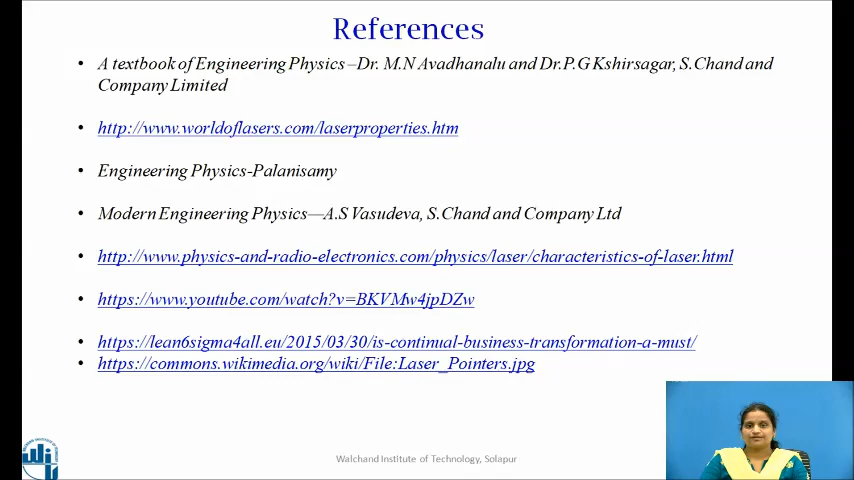 References
• A textbook of Engineering Physics –Dr. M.N Avadhanalu and Dr.P.G Kshirsagar, S.Chand and
Company Limited
• http://www.worldoflasers.com/laserproperties.htm
• Engineering Physics-Palanisamy
• Modern Engineering Physics—A.S Vasudeva, S.Chand and Company Ltd
• http://www.physics-and-radio-electronics.com/physics/laser/characteristics-of-laser.html
• https://www.youtube.com/watch?v=BKVMw4jpDZw
• https://lean6sigma4all.eu/2015/03/30/is-continual-business-transformation-a-must/
• https://commons.wikimedia.org/wiki/File:Laser_Pointers.jpg
Walchand Institute of Technology, Solapur